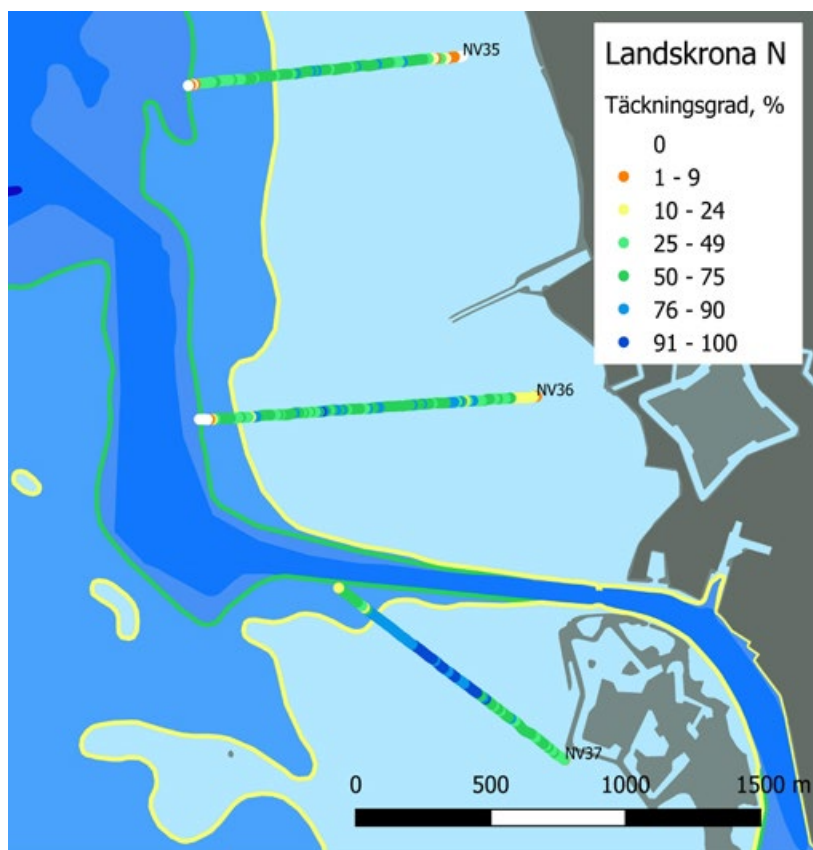 NV35
Landskrona N
Täckningsgrad, %
0
1 - 9
10 - 24
25 - 49
50 - 75
76 - 90
91 - 100
NV36
NV37
0 500 1000 1500 m